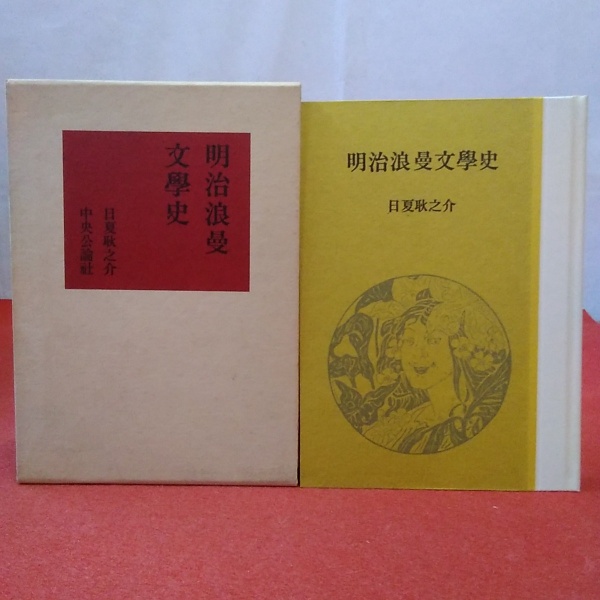 明治浪曼
文學史
日夏耿之介
中央公論社
明治浪曼文學史
日夏耿之介